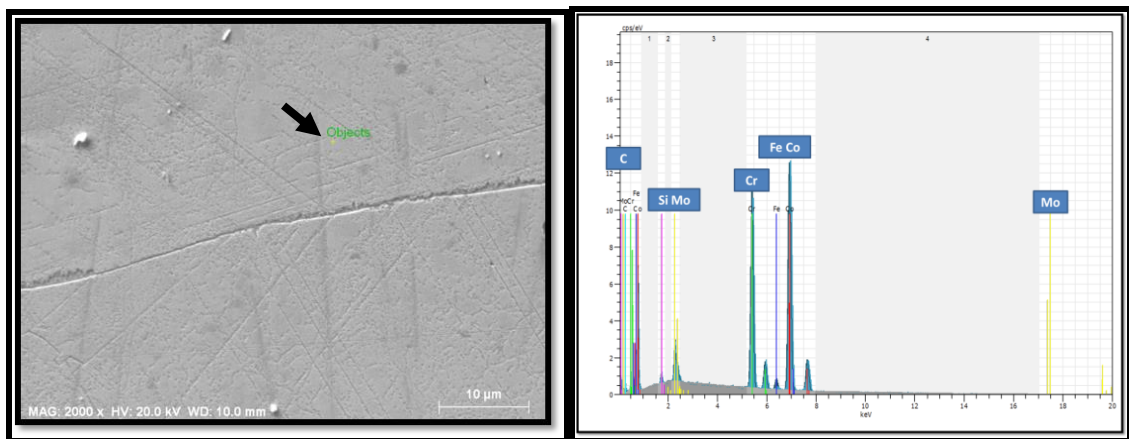 Objects
MAG: 2000 x HV: 20.0 kV WD: 10.0 mm
10 µm
cps/eV
1 2 3 4
18
16
14
12
10
8
6
4
2
0
C
Si Mo
Cr
Fe Co
Mo
Fe
C
Cr
Fe
2 4 6 8 10 12 14 16 18 20
keV